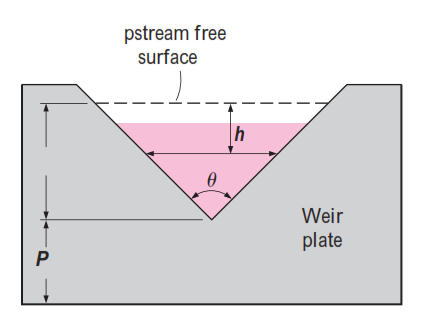 pstream free
surface
h
θ
Weir
plate
P